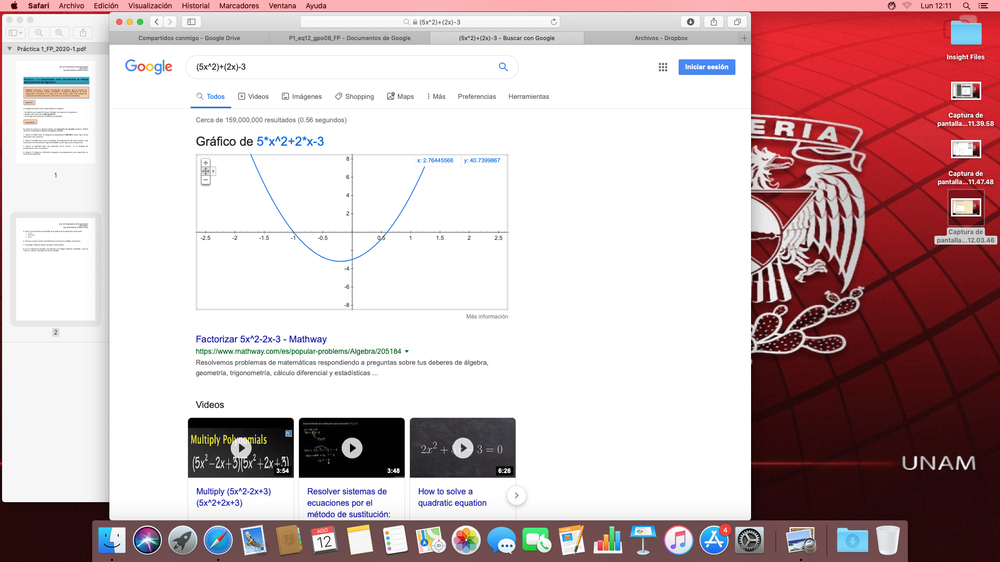 Safari Archivo Edición Visualización Historial Marcadores Ventana Ayuda
Lun 12:11
(5x^2)+(2x)-3
Compartidos conmigo - Google Drive
P1_eq12_gpo08_FP - Documentos de Google
(5x^2)+(2x)-3 - Buscar con Google
Archivos - Dropbox
Práctica 1_FP_2020-1.pdf
1
2
Google
(5x^2)+(2x)-3
Iniciar sesión
Todos
Videos
Imágenes
Shopping
Maps
Más
Preferencias
Herramientas
Cerca de 159,000,000 resultados (0.56 segundos)
Gráfico de 5*x^2+2*x-3
x: 2.76445566
y: 40.7399867
8
6
4
2
-2.5 -2 -1.5 -1 -0.5 0.5 1 1.5 2 2.5
-4
-6
-8
Más información
Factorizar 5x^2-2x-3 - Mathway
https://www.mathway.com/es/popular-problems/Algebra/205184
Resolvemos problemas de matemáticas respondiendo a preguntas sobre tus deberes de álgebra,
geometría, trigonometría, cálculo diferencial y estadísticas ...
Videos
Multiply Polynomials
(5x²-2x+3)(5x²+2x+3)
3:54
Multiply (5x^2-2x+3)
(5x^2+2x+3)
3:48
Resolver sistemas de
ecuaciones por el
método de sustitución:
2x² + 5x - 3 = 0
6:26
How to solve a
quadratic equation
Insight Files
Captura de
pantalla...11.39.58
Captura de
pantalla...11.47.48
Captura de
pantalla...12.03.46
ERIA
UNAM
AGO
12
3D
PAGES
4